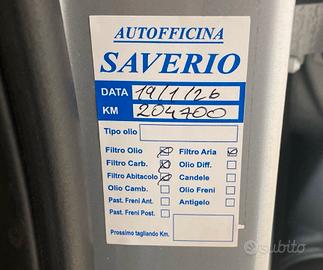 AUTOFFICINA
SAVERIO
DATA 19/1/26
KM 204700
Tipo olio
Filtro Olio Filtro Aria
Filtro Carb. Olio Diff.
Filtro Abitacolo Candele
Olio Camb. Olio Freni
Past. Freni Ant. Antigelo
Past. Freni Post.
Prossimo tagliando Km.
subito